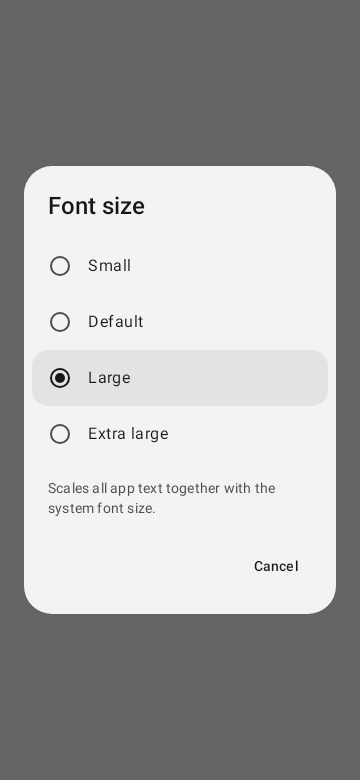 Font size
Small
Default
Large
Extra large
Scales all app text together with the
system font size.
Cancel